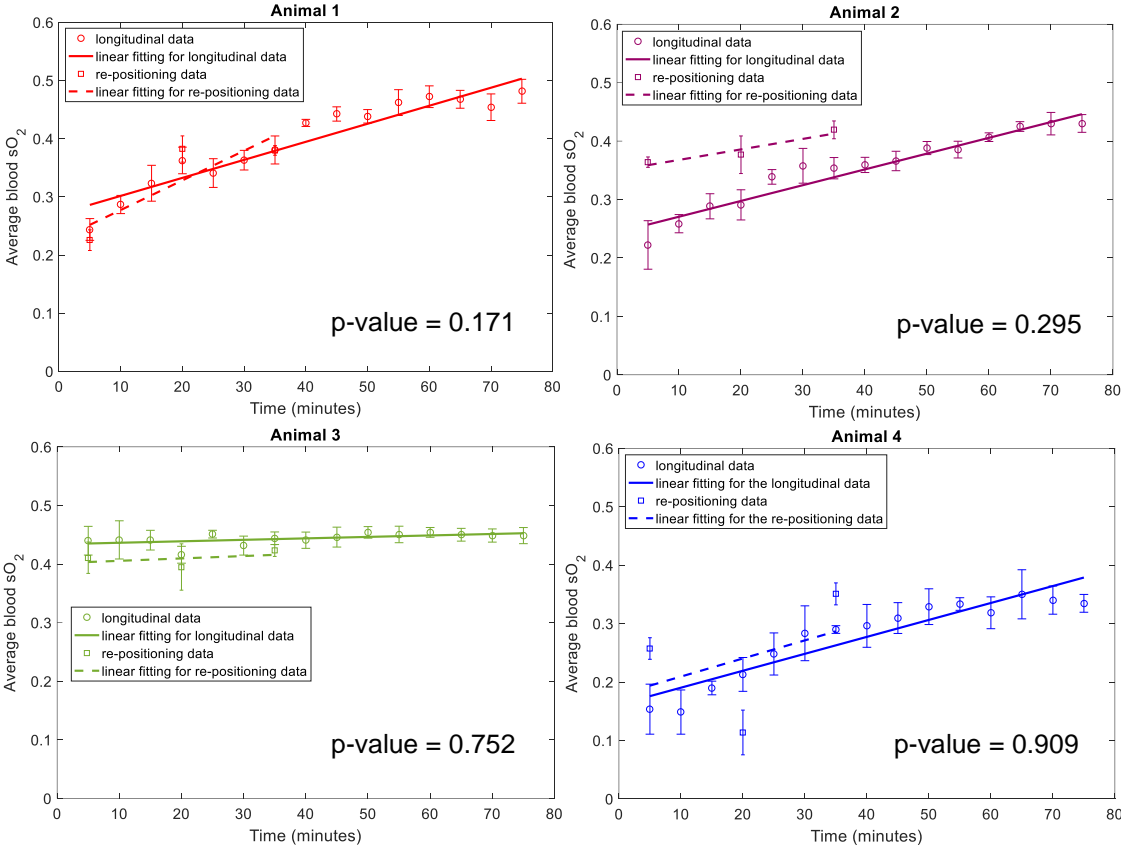 Animal 1
longitudinal data
linear fitting for longitudinal data
re-positioning data
linear fitting for re-positioning data
0.6
0.5
0.4
0.3
0.2
0.1
0
Average blood sO2
p-value = 0.171
0 10 20 30 40 50 60 70 80
Time (minutes)
Animal 2
longitudinal data
linear fitting for longitudinal data
re-positioning data
linear fitting for re-positioning data
0.6
0.5
0.4
0.3
0.2
0.1
0
Average blood sO2
p-value = 0.295
0 10 20 30 40 50 60 70 80
Time (minutes)
Animal 3
0.6
0.5
0.4
0.3
0.2
0.1
0
Average blood sO2
longitudinal data
linear fitting for longitudinal data
re-positioning data
linear fitting for re-positioning data
p-value = 0.752
0 10 20 30 40 50 60 70 80
Time (minutes)
Animal 4
longitudinal data
linear fitting for the longitudinal data
re-positioning data
linear fitting for the re-positioning data
0.6
0.5
0.4
0.3
0.2
0.1
0
Average blood sO2
p-value = 0.909
0 10 20 30 40 50 60 70 80
Time (minutes)